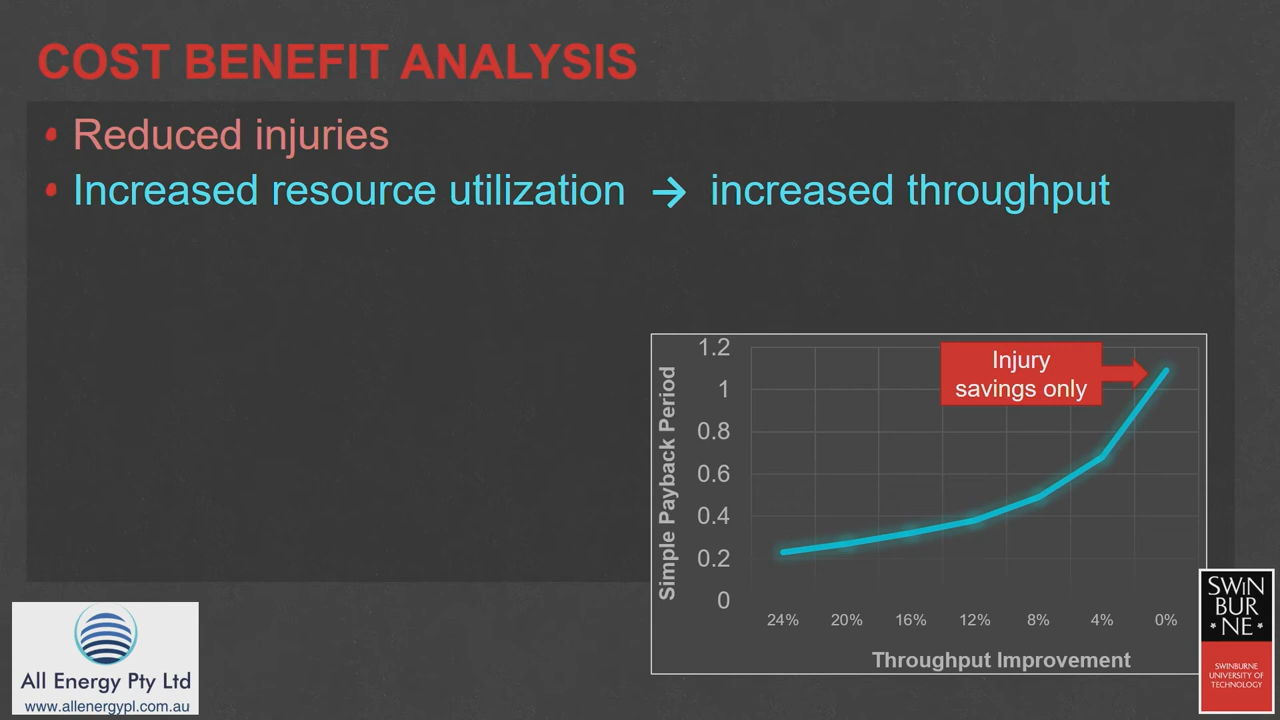 COST BENEFIT ANALYSIS
• Reduced injuries
• Increased resource utilization → increased throughput
Simple Payback Period
1.2
1
0.8
0.6
0.4
0.2
0
Injury
savings only
24% 20% 16% 12% 8% 4% 0%
Throughput Improvement
All Energy Pty Ltd
www.allenergypl.com.au
SWIN
BUR
* NE *
SWINBURNE
UNIVERSITY OF
TECHNOLOGY